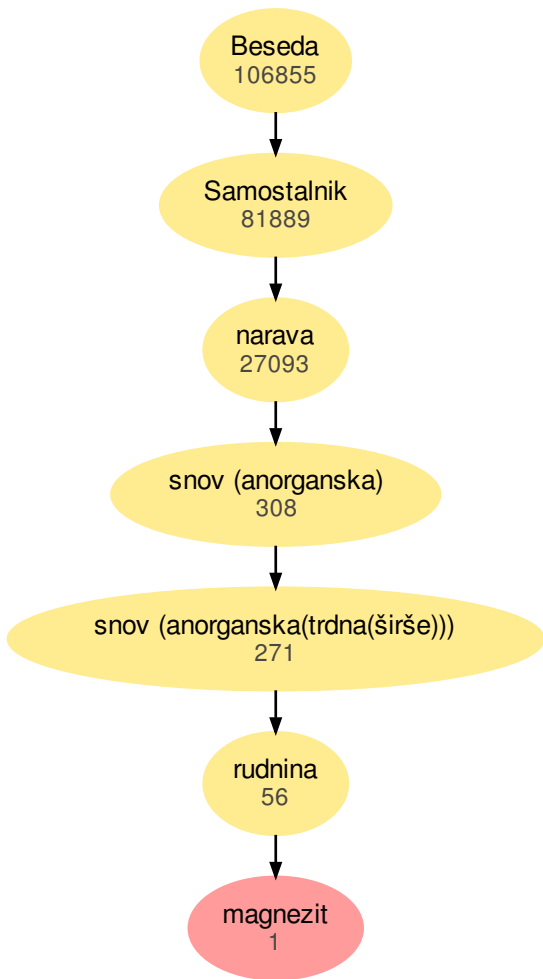 Beseda
106855
Samostalnik
81889
narava
27093
snov (anorganska)
308
snov (anorganska(trdna(širše)))
271
rudnina
56
magnezit
1